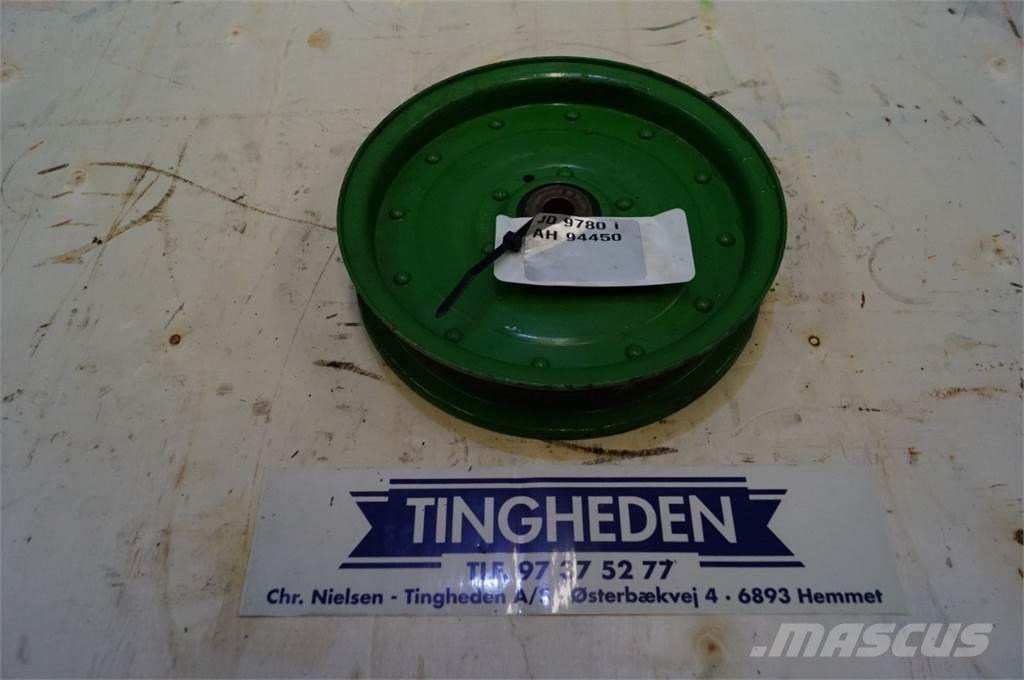 JD 9780 i
AH 94450
TINGHEDEN
TLF. 97 37 52 77
Chr. Nielsen - Tingheden A/S - Østerbækvej 4 · 6893 Hemmet
.MASCUS